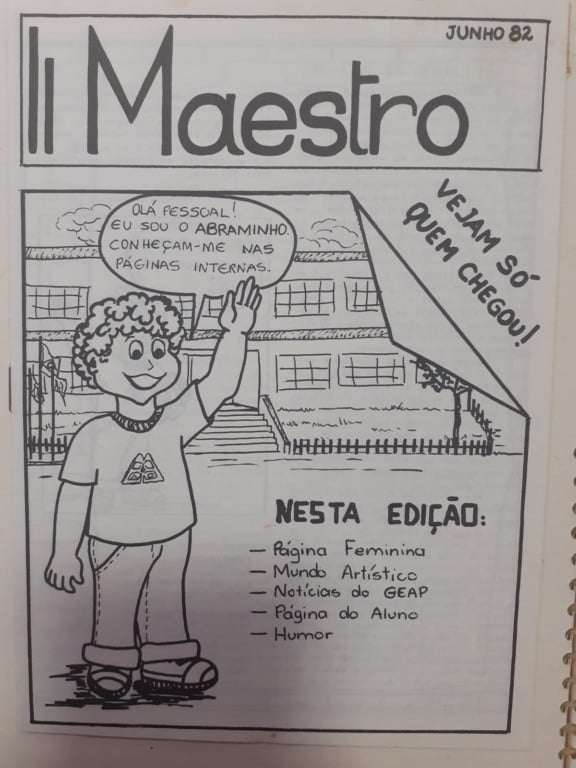 JUNHO 82
Il Maestro
VEJAM SÓ
QUEM CHEGOU!
OLÁ PESSOAL!
EU SOU O ABRAMINHO.
CONHEÇAM-ME NAS
PÁGINAS INTERNAS.
NESTA EDIÇÃO:
— Página Feminina
— Mundo Artístico
— Notícias do GEAP
— Página do Aluno
— Humor